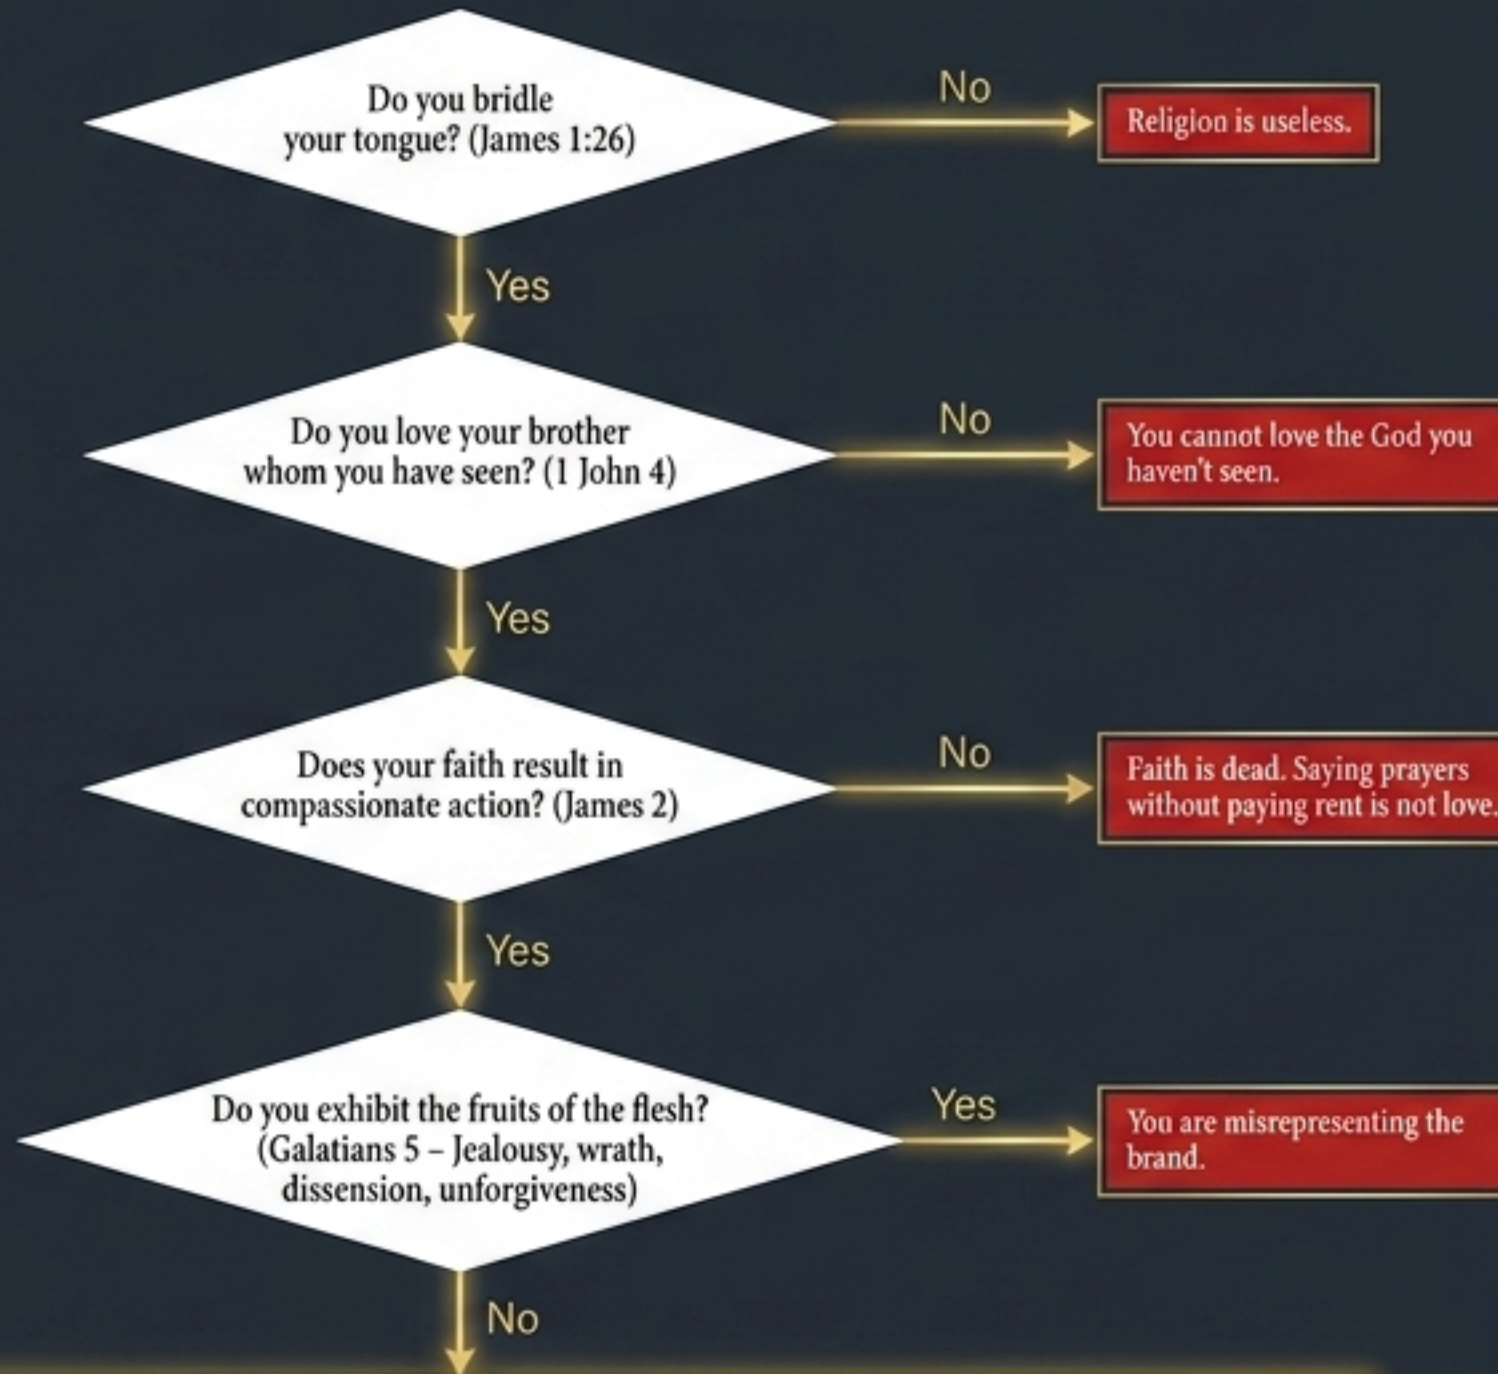 Do you bridle
your tongue? (James 1:26)
No
Religion is useless.
Yes
Do you love your brother
whom you have seen? (1 John 4)
No
You cannot love the God you
haven't seen.
Yes
Does your faith result in
compassionate action? (James 2)
No
Faith is dead. Saying prayers
without paying rent is not love.
Yes
Do you exhibit the fruits of the flesh?
(Galatians 5 – Jealousy, wrath,
dissension, unforgiveness)
Yes
You are misrepresenting the
brand.
No